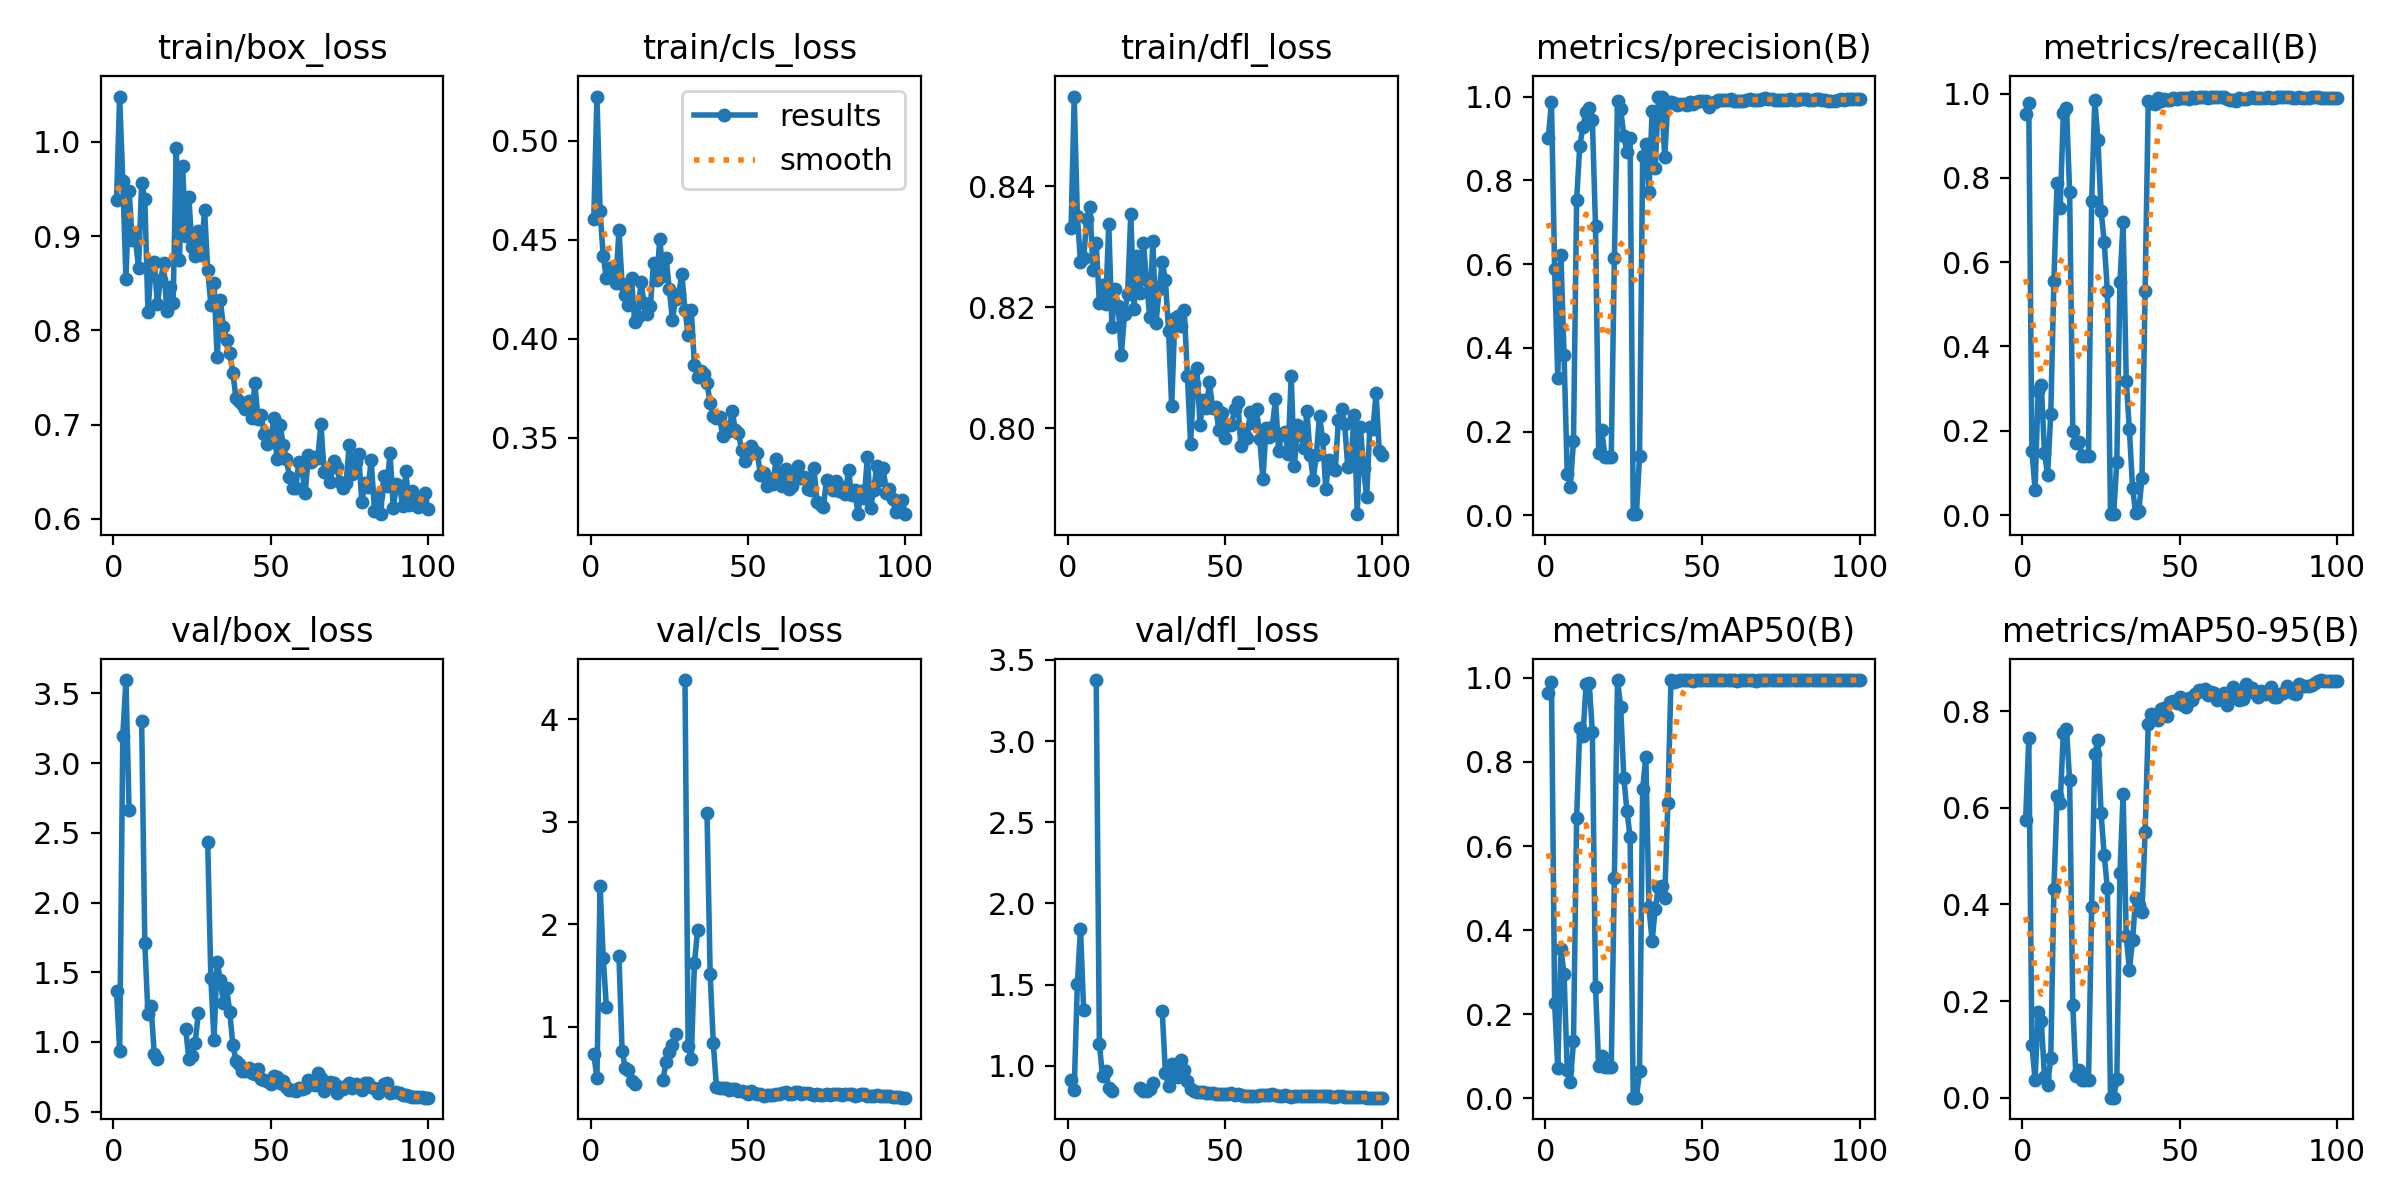 train/box_loss
1.0
0.9
0.8
0.7
0.6
0 50 100
train/cls_loss
results
smooth
0.50
0.45
0.40
0.35
0 50 100
train/dfl_loss
0.84
0.82
0.80
0 50 100
metrics/precision(B)
1.0
0.8
0.6
0.4
0.2
0.0
0 50 100
metrics/recall(B)
1.0
0.8
0.6
0.4
0.2
0.0
0 50 100
val/box_loss
3.5
3.0
2.5
2.0
1.5
1.0
0.5
0 50 100
val/cls_loss
4
3
2
1
0 50 100
val/dfl_loss
3.5
3.0
2.5
2.0
1.5
1.0
0 50 100
metrics/mAP50(B)
1.0
0.8
0.6
0.4
0.2
0.0
0 50 100
metrics/mAP50-95(B)
0.8
0.6
0.4
0.2
0.0
0 50 100